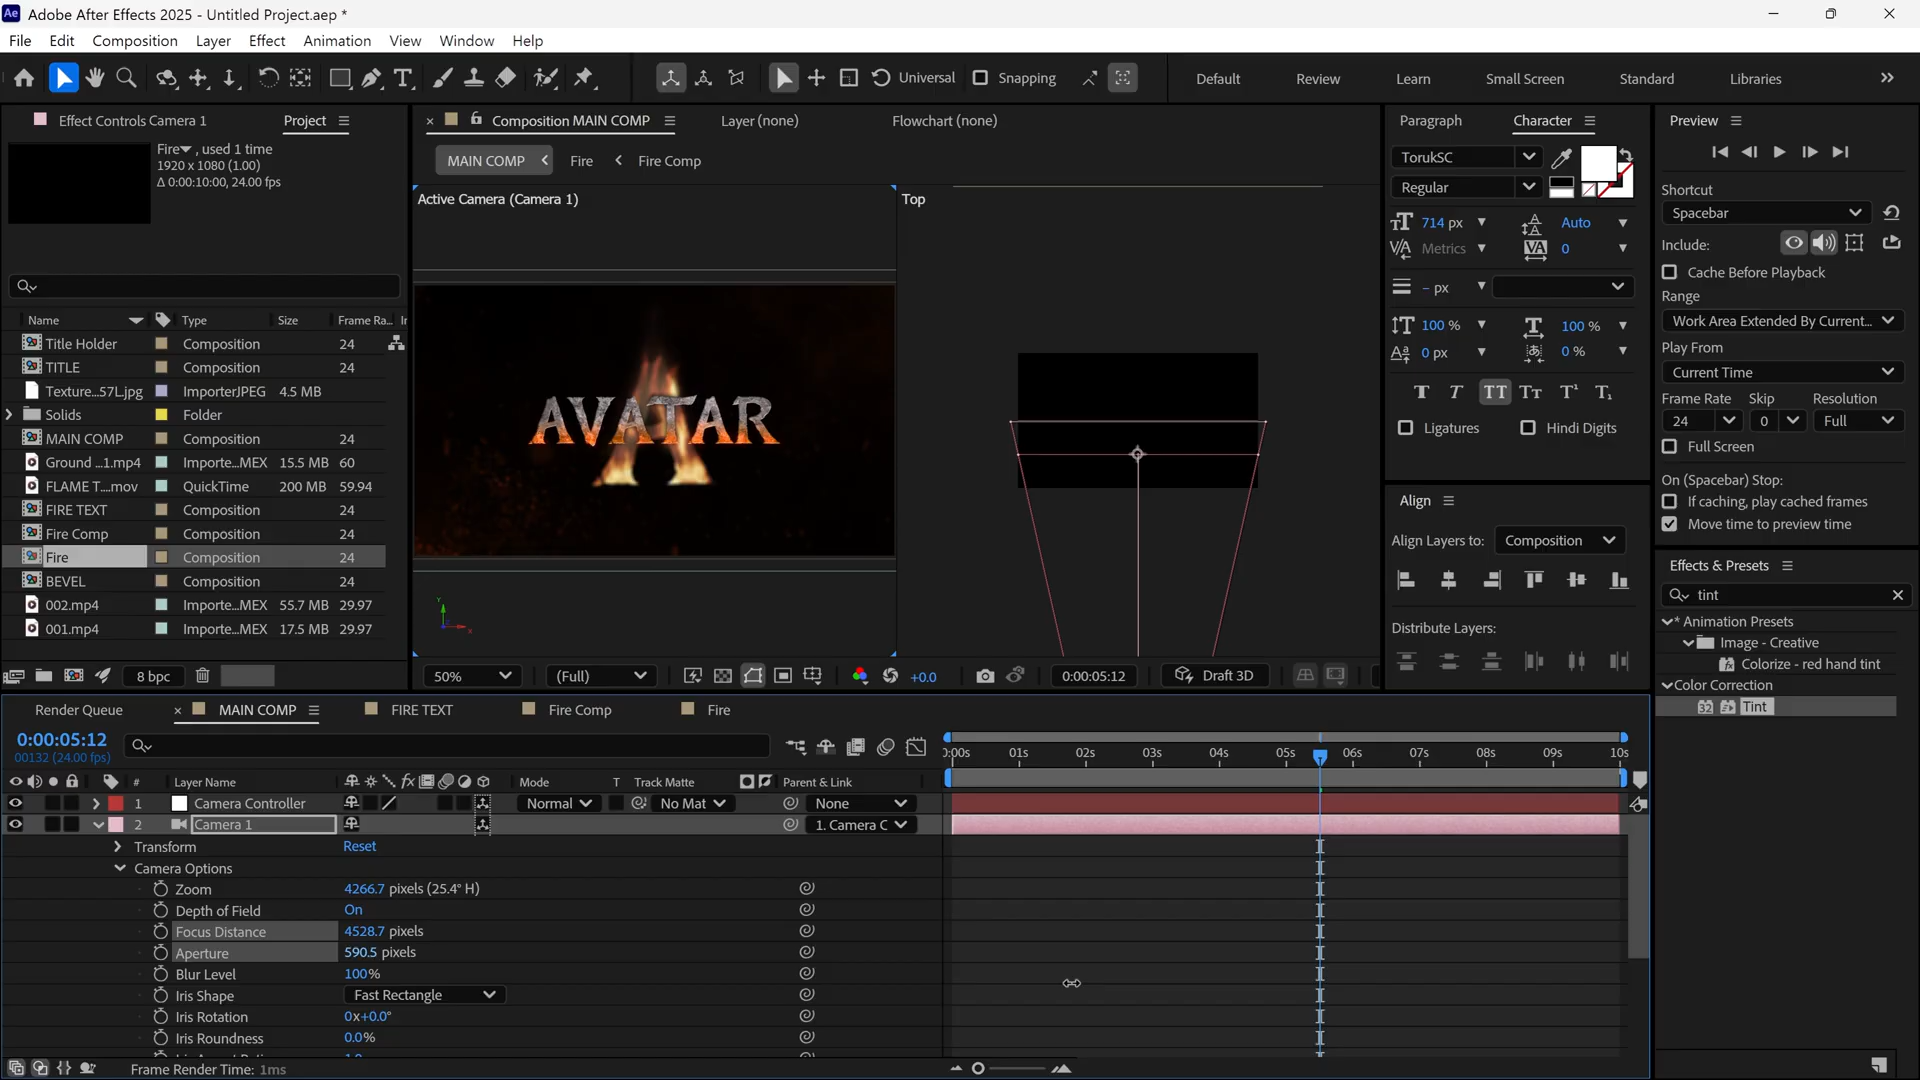 Adobe After Effects 2025 - Untitled Project.aep *
File Edit Composition Layer Effect Animation View Window Help
Universal Snapping Default Review Learn Small Screen Standard Libraries
Effect Controls Camera 1 Project
Fire , used 1 time
1920 x 1080 (1.00)
Δ 0:00:10:00, 24.00 fps
Name Type Size Frame Ra...
Title Holder Composition 24
TITLE Composition 24
Texture...57L.jpg ImporterJPEG 4.5 MB
Solids Folder
MAIN COMP Composition 24
Ground ...1.mp4 Importe...MEX 15.5 MB 60
FLAME T....mov QuickTime 200 MB 59.94
FIRE TEXT Composition 24
Fire Comp Composition 24
Fire Composition 24
BEVEL Composition 24
002.mp4 Importe...MEX 55.7 MB 29.97
001.mp4 Importe...MEX 17.5 MB 29.97
8 bpc
Composition MAIN COMP Layer (none) Flowchart (none)
MAIN COMP Fire Fire Comp
Active Camera (Camera 1) Top
AVATAR
50% (Full) +0.0 0:00:05:12 Draft 3D
Paragraph Character
TorukSC
Regular
714 px Auto
Metrics 0
- px
100 % 100 %
0 px 0 %
TT Tt T¹ T₁
Ligatures Hindi Digits
Align
Align Layers to: Composition
Distribute Layers:
Preview
Shortcut
Spacebar
Include:
Cache Before Playback
Range
Work Area Extended By Current...
Play From
Current Time
Frame Rate Skip Resolution
24 0 Full
Full Screen
On (Spacebar) Stop:
If caching, play cached frames
Move time to preview time
Effects & Presets
tint
* Animation Presets
Image - Creative
Colorize - red hand tint
Color Correction
32 Tint
Render Queue MAIN COMP FIRE TEXT Fire Comp Fire
0:00:05:12
00132 (24.00 fps)
0:00s 01s 02s 03s 04s 05s 06s 07s 08s 09s 10s
# Layer Name Mode T Track Matte Parent & Link
1 Camera Controller Normal No Mat None
2 Camera 1 1. Camera C
Transform Reset
Camera Options
Zoom 4266.7 pixels (25.4° H)
Depth of Field On
Focus Distance 4528.7 pixels
Aperture 590.5 pixels
Blur Level 100%
Iris Shape Fast Rectangle
Iris Rotation 0x+0.0°
Iris Roundness 0.0%
Frame Render Time: 1ms